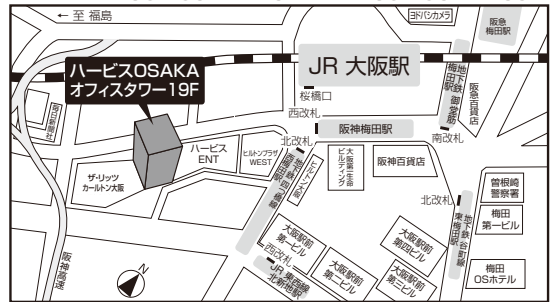 ← 至 福島
ヨドバシカメラ
阪急
梅田駅
ハービスOSAKA
オフィスタワー19F
JR 大阪駅
地下鉄 御堂筋線
梅田駅
阪急百貨店
桜橋口
西改札
毎日新聞社
阪神梅田駅
南改札
北改札
ハービス
ENT
ヒルトンプラザ
WEST
地下鉄 四つ橋線
西梅田駅
ヒルトン大阪
大阪第一生命
ビルディング
阪神百貨店
ザ・リッツ
カールトン大阪
北改札
曽根崎
警察署
地下鉄 谷町線
東梅田駅
梅田
第一ビル
大阪駅前
第一ビル
大阪駅前
第二ビル
大阪駅前
第四ビル
大阪駅前
第三ビル
西改札
JR 東西線
北新地駅
梅田
OSホテル
阪神高速
N